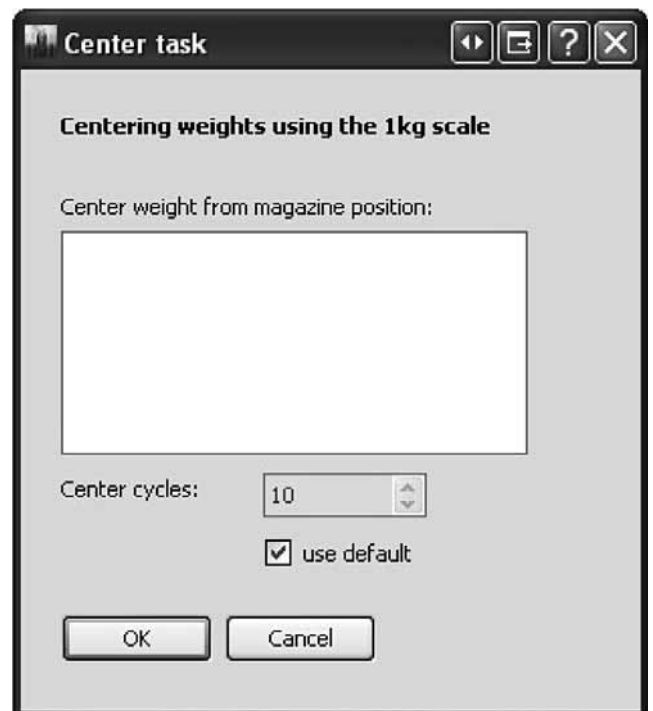 Center task
Centering weights using the 1kg scale
Center weight from magazine position:
Center cycles: 10
use default
OK Cancel